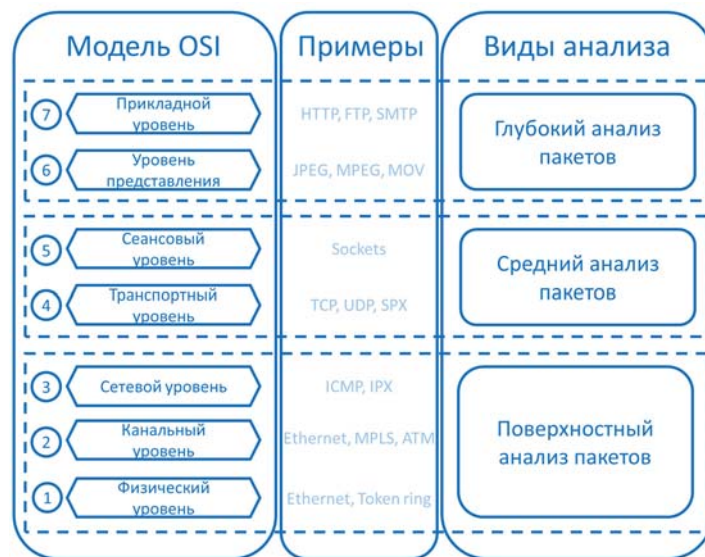 Модель OSI
Примеры
Виды анализа
7
Прикладной
уровень
HTTP, FTP, SMTP
Глубокий анализ
пакетов
6
Уровень
представления
JPEG, MPEG, MOV
5
Сеансовый
уровень
Sockets
Средний анализ
пакетов
4
Транспортный
уровень
TCP, UDP, SPX
3
Сетевой уровень
ICMP, IPX
Поверхностный
анализ пакетов
2
Канальный
уровень
Ethernet, MPLS, ATM
1
Физический
уровень
Ethernet, Token ring